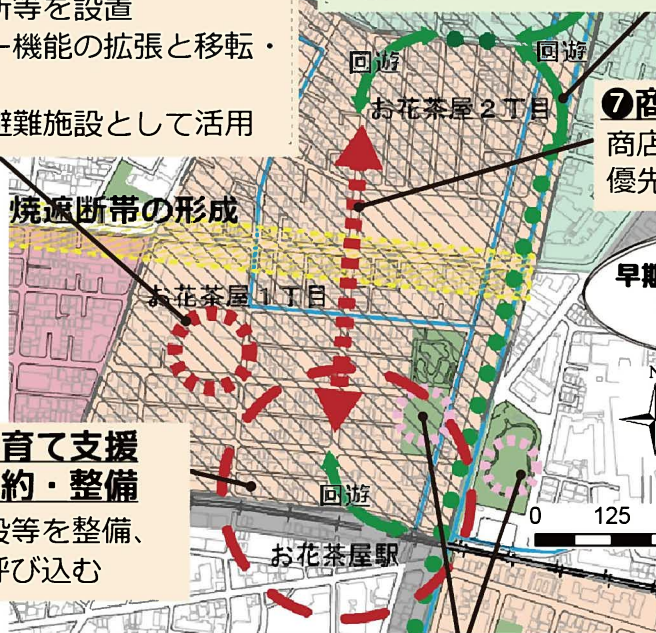 所等を設置
ー機能の拡張と移転・
避難施設として活用
回遊
回遊
お花茶屋2丁目
❼商
商店
優先
焼遮断帯の形成
早期
お花茶屋1丁目
N
育て支援
約・整備
設等を整備、
呼び込む
回遊
0 125
お花茶屋駅